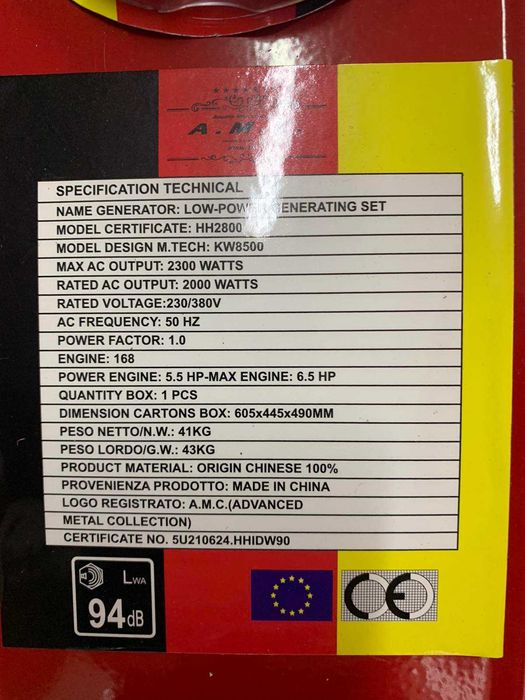 A.M.
SPECIFICATION TECHNICAL
NAME GENERATOR: LOW-POWER GENERATING SET
MODEL CERTIFICATE: HH2800
MODEL DESIGN M.TECH: KW8500
MAX AC OUTPUT: 2300 WATTS
RATED AC OUTPUT: 2000 WATTS
RATED VOLTAGE:230/380V
AC FREQUENCY: 50 HZ
POWER FACTOR: 1.0
ENGINE: 168
POWER ENGINE: 5.5 HP-MAX ENGINE: 6.5 HP
QUANTITY BOX: 1 PCS
DIMENSION CARTONS BOX: 605x445x490MM
PESO NETTO/N.W.: 41KG
PESO LORDO/G.W.: 43KG
PRODUCT MATERIAL: ORIGIN CHINESE 100%
PROVENIENZA PRODOTTO: MADE IN CHINA
LOGO REGISTRATO: A.M.C.(ADVANCED
METAL COLLECTION)
CERTIFICATE NO. 5U210624.HHIDW90
LWA
94dB
CE